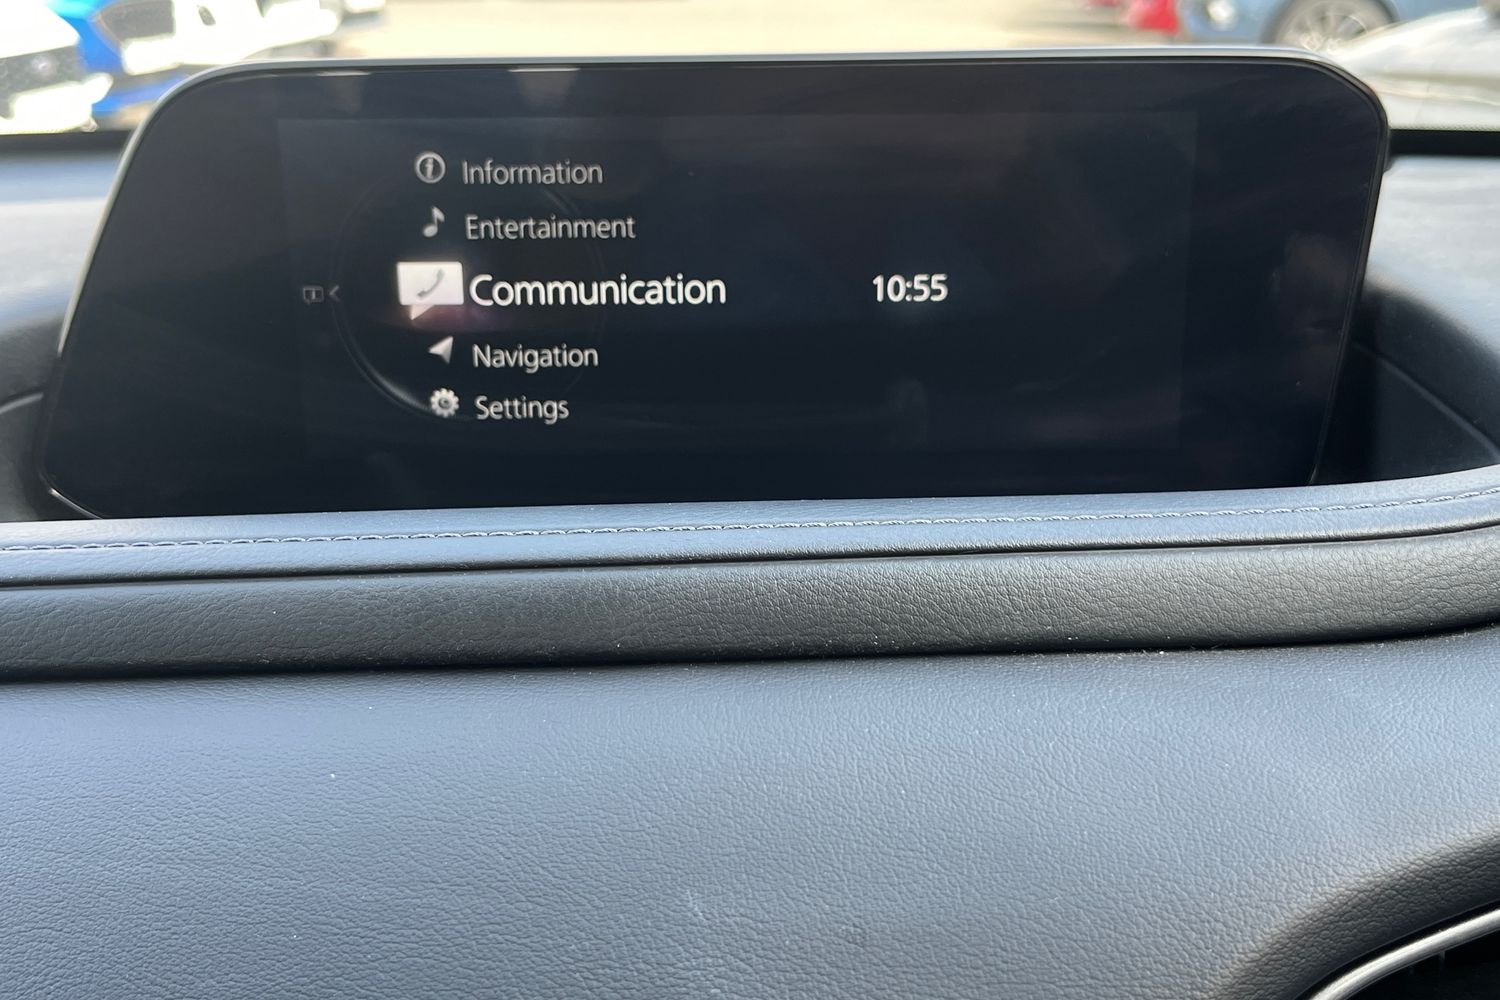 Information
Entertainment
Communication 10:55
Navigation
Settings